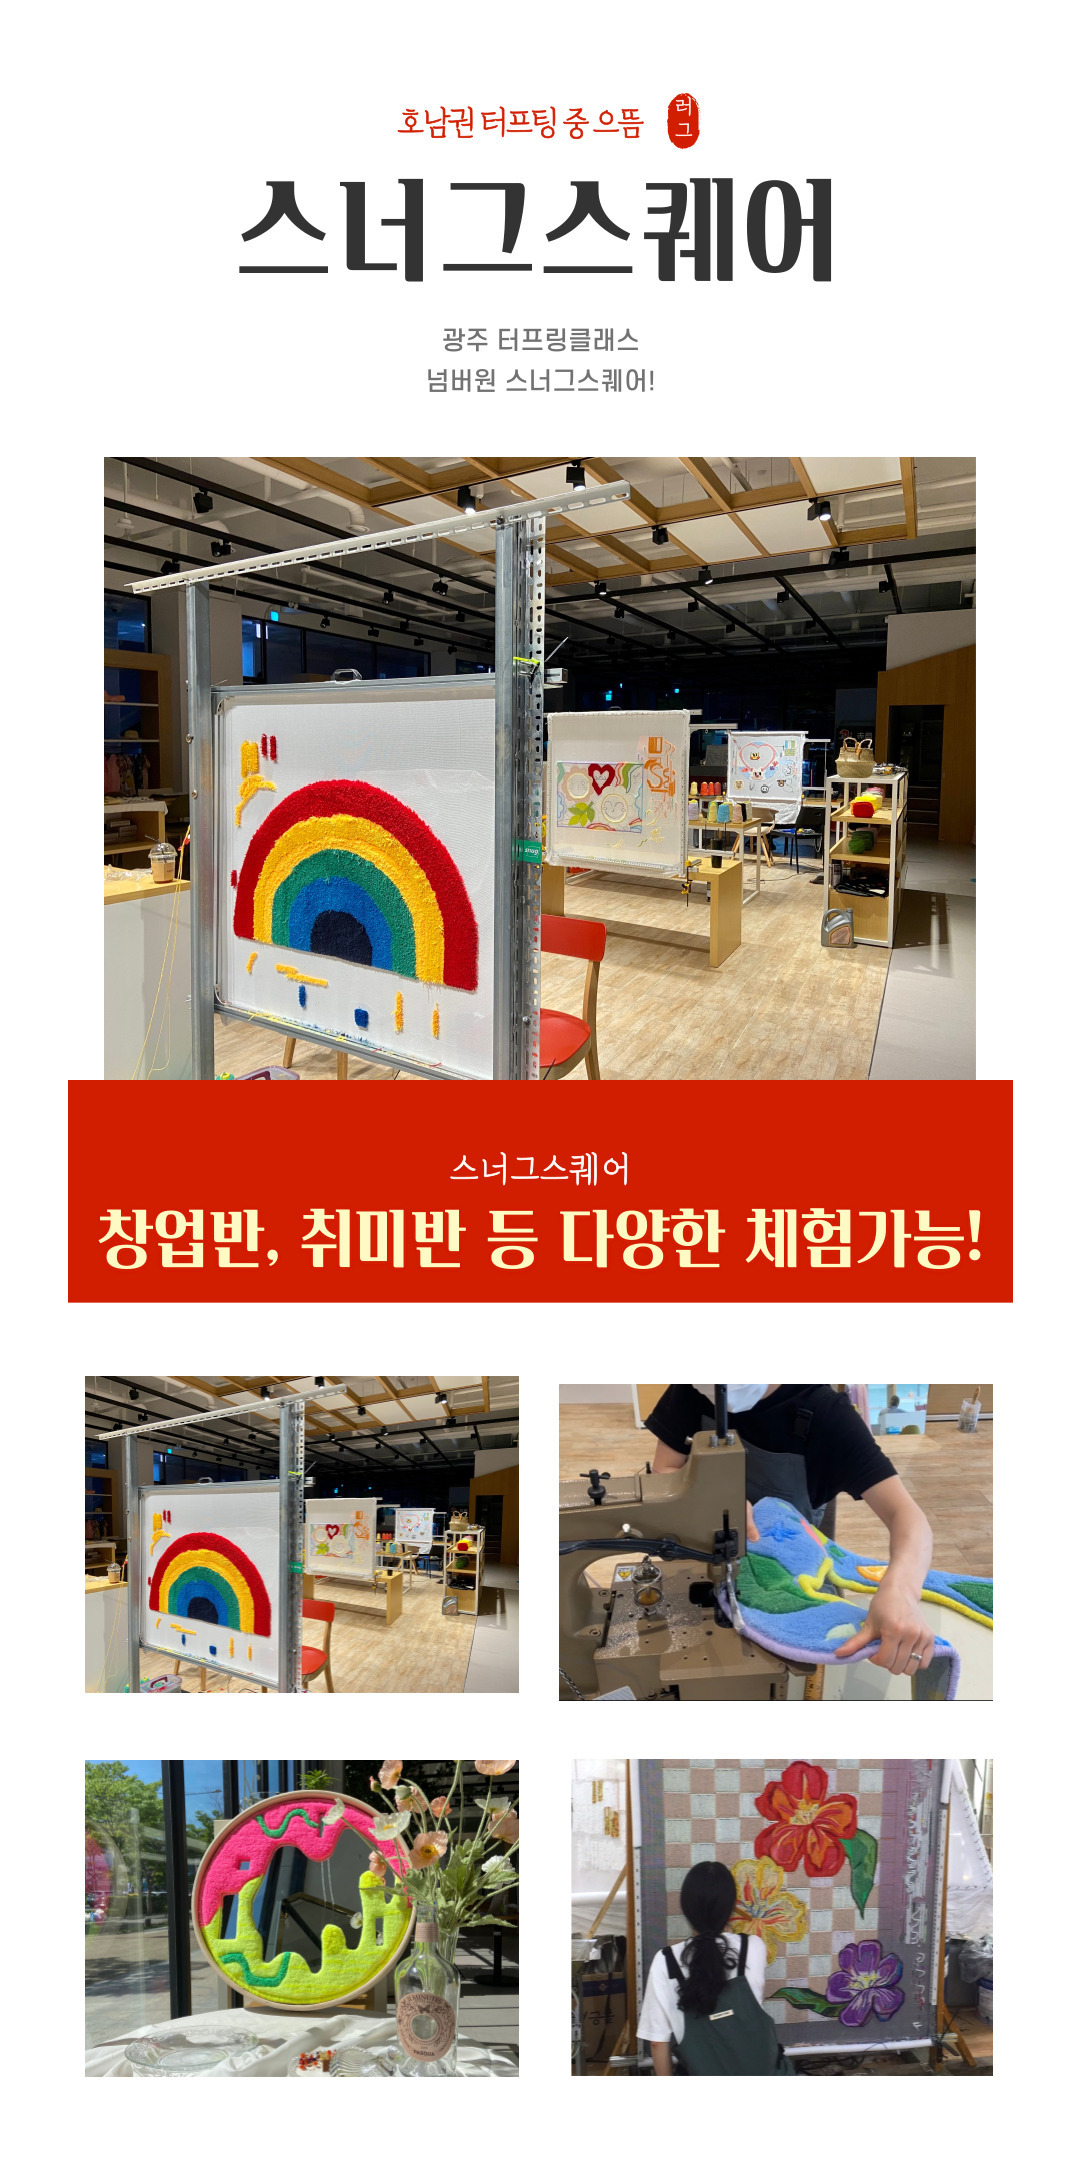 호남권 터프팅 중 으뜸
러
그
스너그스퀘어
광주 터프링클래스
넘버원 스너그스퀘어!
snug
스너그스퀘어
창업반, 취미반 등 다양한 체험가능!